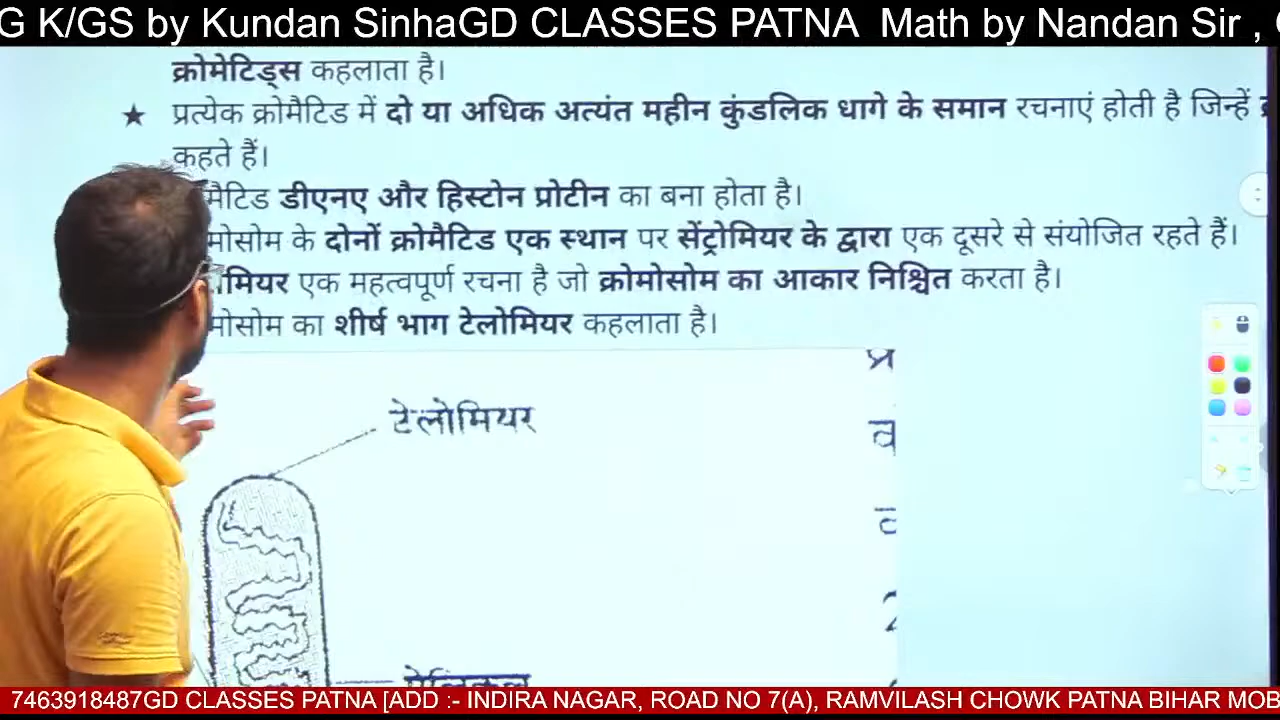 G K/GS by Kundan SinhaGD CLASSES PATNA Math by Nandan Sir ,
क्रोमेटिड्स कहलाता है।
★ प्रत्येक क्रोमैटिड में दो या अधिक अत्यंत महीन कुंडलिक धागे के समान रचनाएं होती है जिन्हें
कहते हैं।
मैटिड डीएनए और हिस्टोन प्रोटीन का बना होता है।
मोसोम के दोनों क्रोमैटिड एक स्थान पर सेंट्रोमियर के द्वारा एक दूसरे से संयोजित रहते हैं।
मियर एक महत्वपूर्ण रचना है जो क्रोमोसोम का आकार निश्चित करता है।
मोसोम का शीर्ष भाग टेलोमियर कहलाता है।
टेलोमियर
7463918487GD CLASSES PATNA [ADD :- INDIRA NAGAR, ROAD NO 7(A), RAMVILASH CHOWK PATNA BIHAR MOB